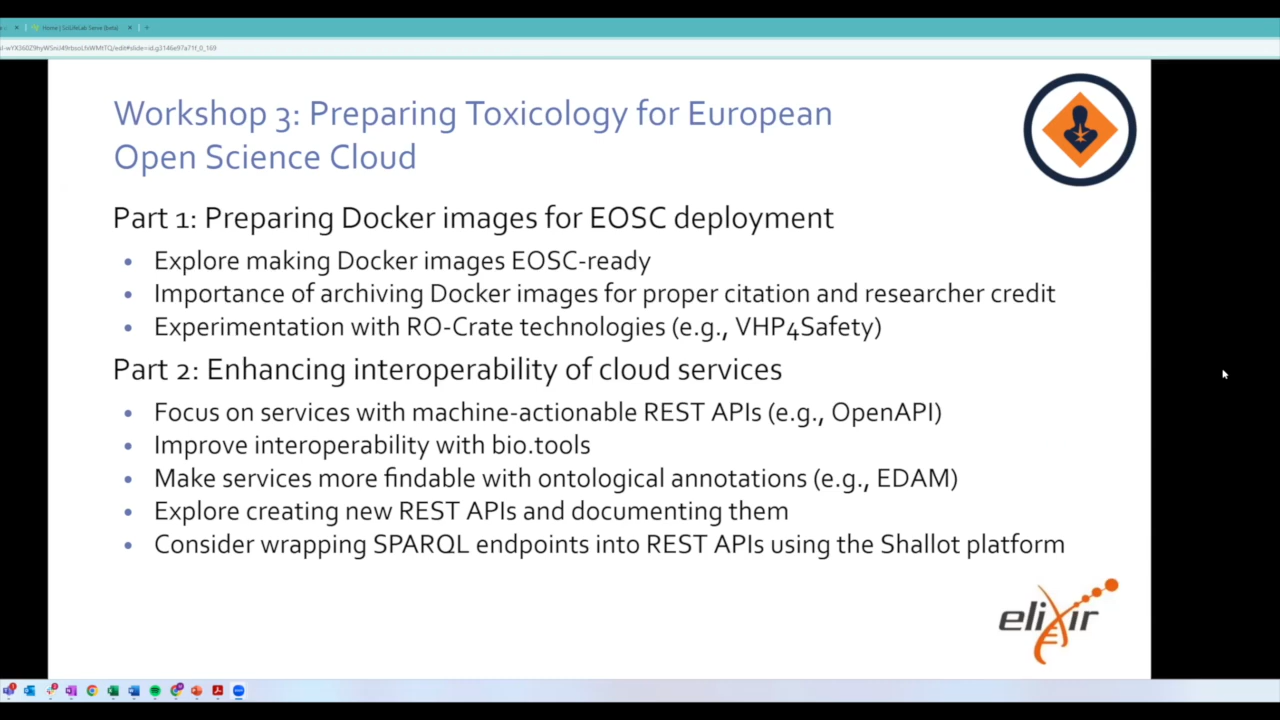 Home | SciLifeLab Serve (beta)
Workshop 3: Preparing Toxicology for European
Open Science Cloud
Part 1: Preparing Docker images for EOSC deployment
• Explore making Docker images EOSC-ready
• Importance of archiving Docker images for proper citation and researcher credit
• Experimentation with RO-Crate technologies (e.g., VHP4Safety)
Part 2: Enhancing interoperability of cloud services
• Focus on services with machine-actionable REST APIs (e.g., OpenAPI)
• Improve interoperability with bio.tools
• Make services more findable with ontological annotations (e.g., EDAM)
• Explore creating new REST APIs and documenting them
• Consider wrapping SPARQL endpoints into REST APIs using the Shallot platform
elixir